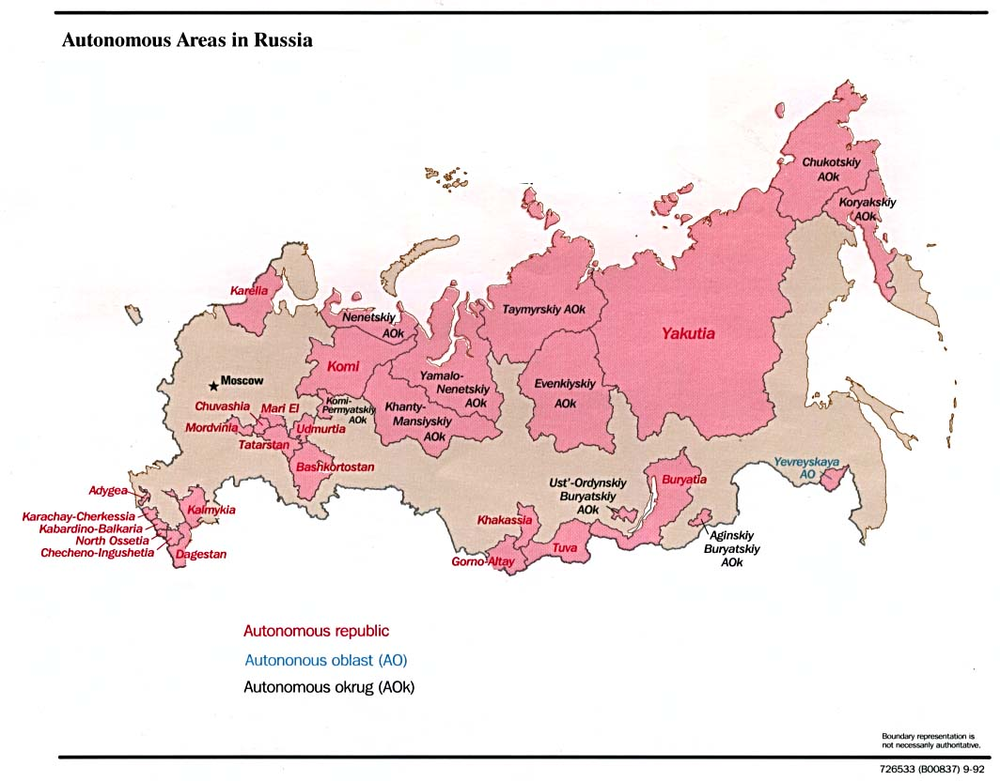 Autonomous Areas in Russia
Chukotskiy
AOk
Koryakskiy
AOk
Karelia
Nenetskiy
AOk
Taymyrskiy AOk
Yakutia
Komi
Yamalo-
Nenetskiy
AOk
Evenkiyskiy
AOk
Moscow
Komi-
Permyatskiy
AOk
Khanty-
Mansiyskiy
AOk
Chuvashia
Mari El
Mordvinia
Udmurtia
Tatarstan
Bashkortostan
Yevreyskaya
AO
Ust'-Ordynskiy
Buryatskiy
AOk
Buryatia
Adygea
Karachay-Cherkessia
Kabardino-Balkaria
North Ossetia
Checheno-Ingushetia
Kalmykia
Dagestan
Khakassia
Gorno-Altay
Tuva
Aginskiy
Buryatskiy
AOk
Autonomous republic
Autononous oblast (AO)
Autonomous okrug (AOk)
Boundary representation is
not necessarily authoritative.
726533 (B00837) 9-92